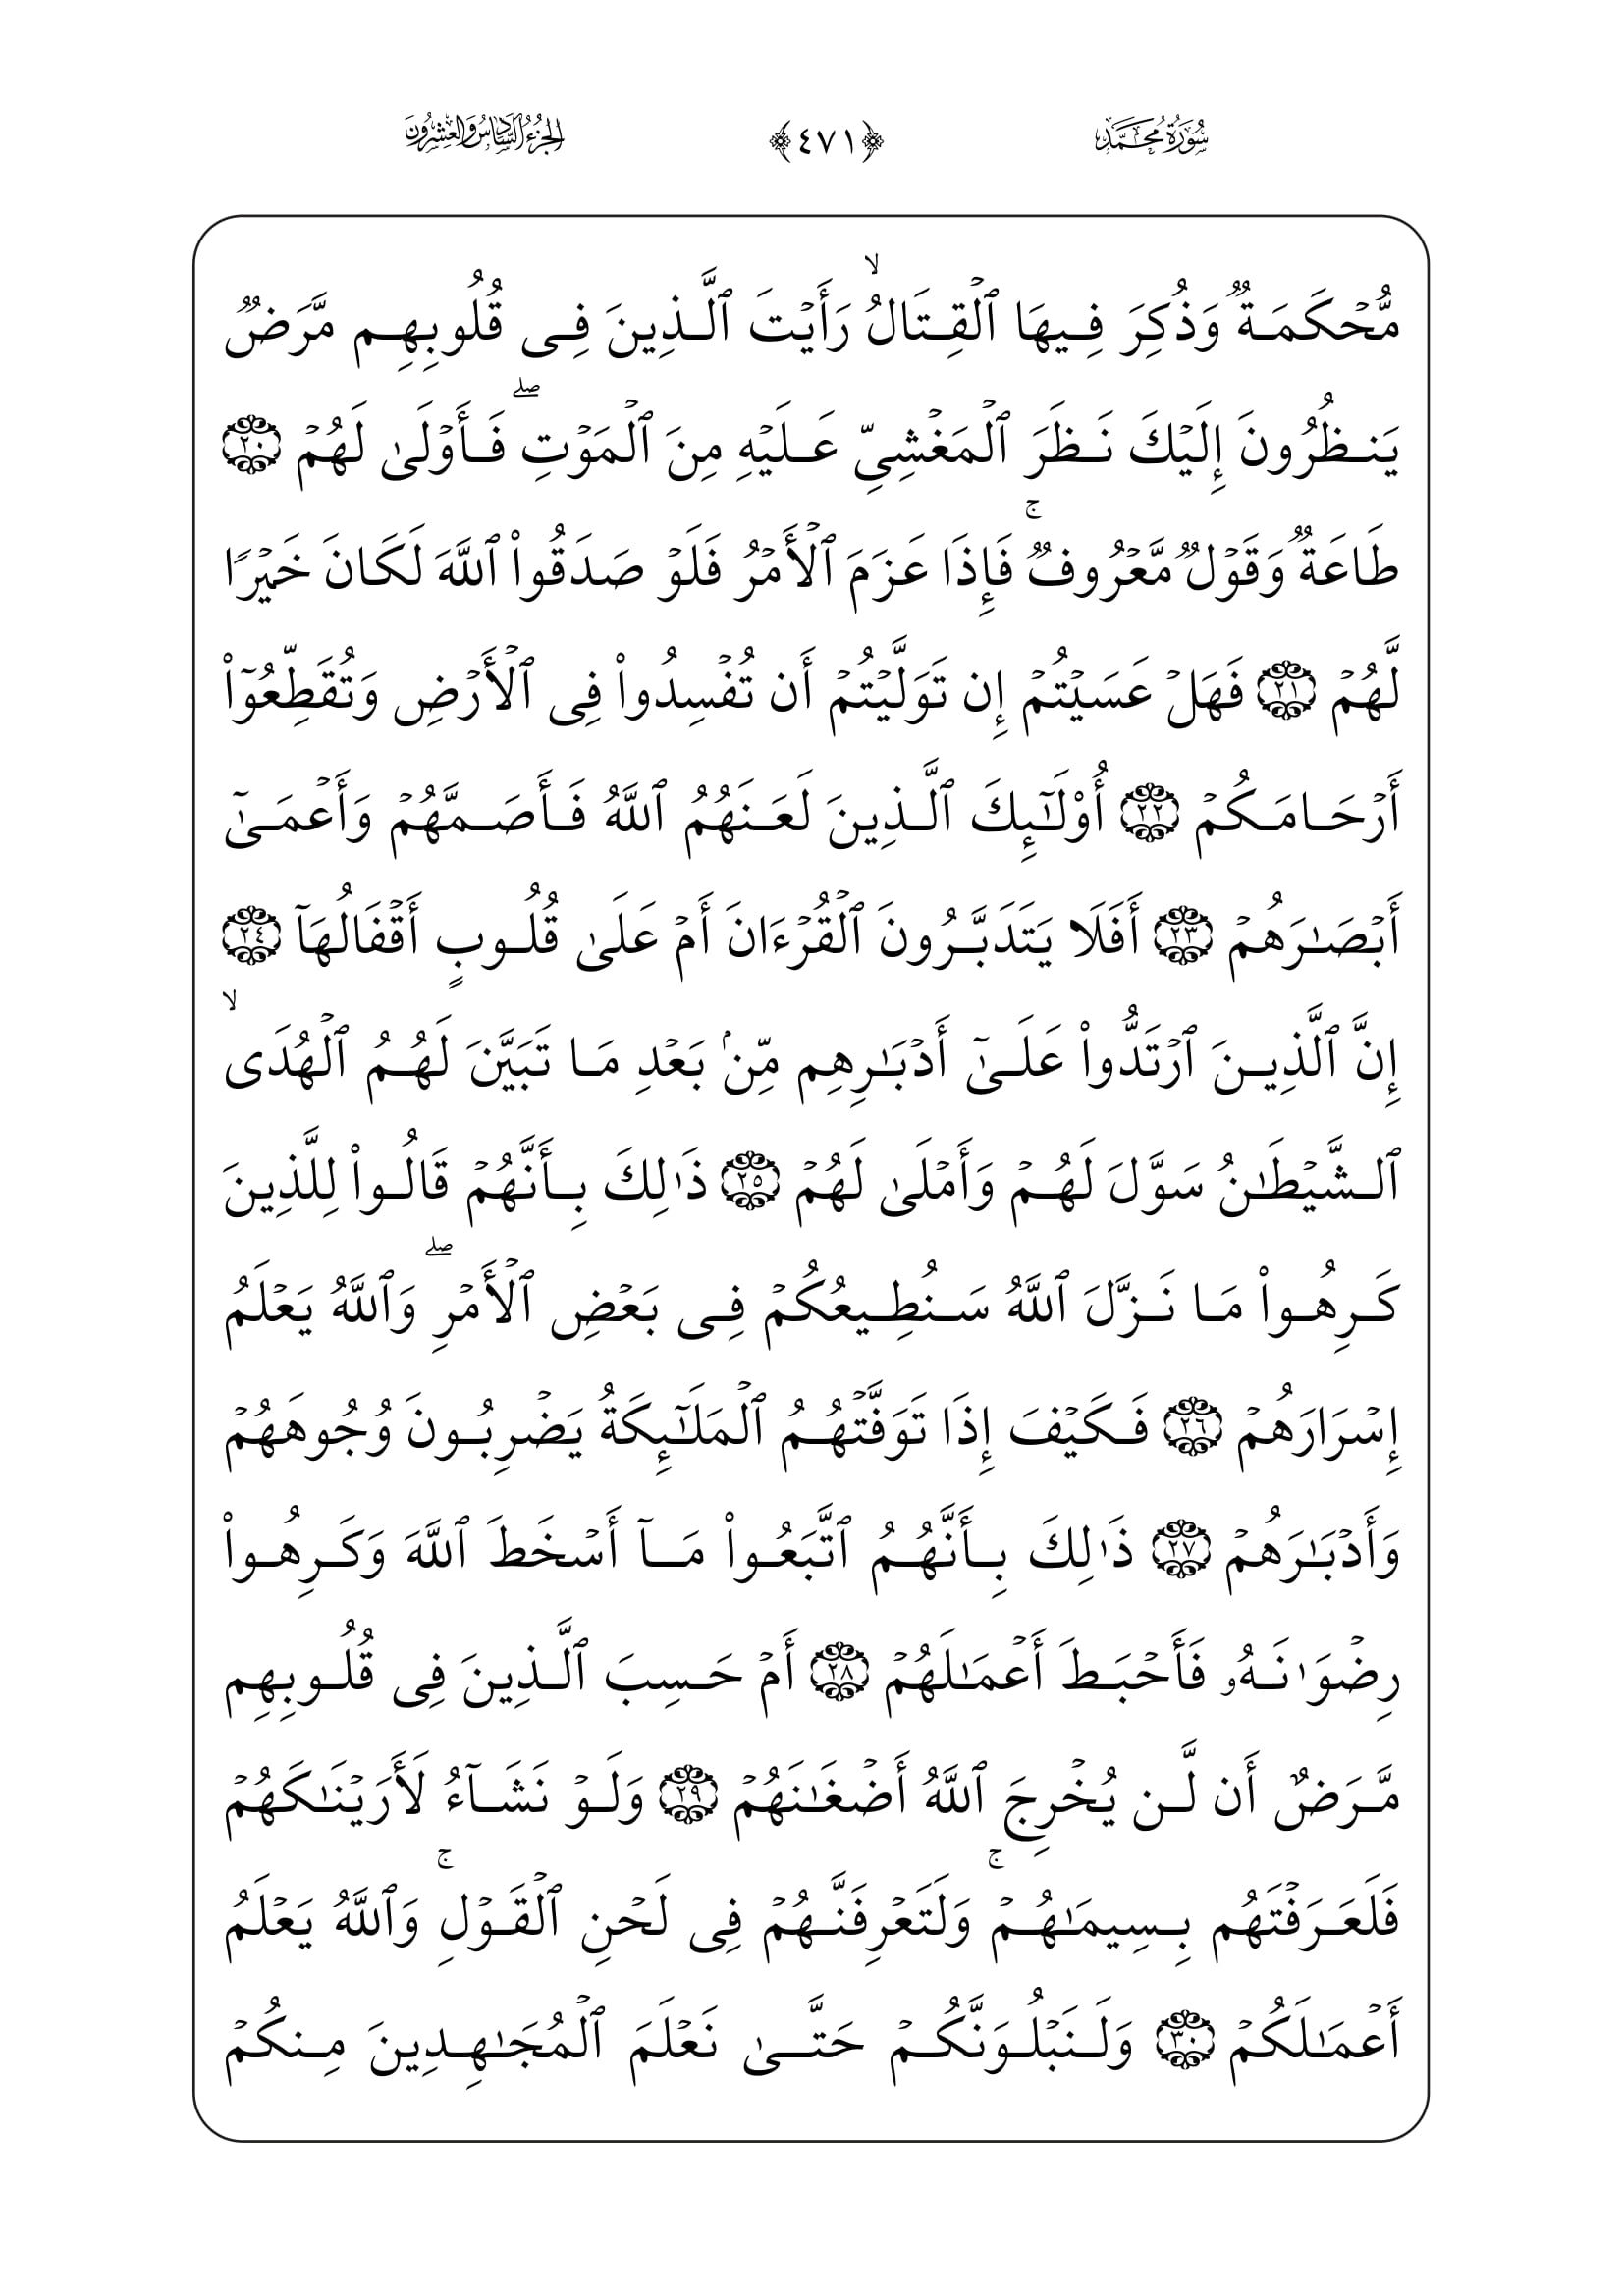 سُورَةُ مُحَمَّد ﴿٤٧١﴾ الجُزْءُ السَّادِسُ وَالعِشْرُونَ
مُّحۡكَمَةٞ وَذُكِرَ فِيهَا ٱلۡقِتَالُۙ رَأَيۡتَ ٱلَّذِينَ فِى قُلُوبِهِم مَّرَضٞ
يَنظُرُونَ إِلَيۡكَ نَظَرَ ٱلۡمَغۡشِىِّ عَلَيۡهِ مِنَ ٱلۡمَوۡتِۖ فَأَوۡلَىٰ لَهُمۡ ٢٠
طَاعَةٞ وَقَوۡلٞ مَّعۡرُوفٞۚ فَإِذَا عَزَمَ ٱلۡأَمۡرُ فَلَوۡ صَدَقُواْ ٱللَّهَ لَكَانَ خَيۡرٗا
لَّهُمۡ ٢١ فَهَلۡ عَسَيۡتُمۡ إِن تَوَلَّيۡتُمۡ أَن تُفۡسِدُواْ فِى ٱلۡأَرۡضِ وَتُقَطِّعُوٓاْ
أَرۡحَامَكُمۡ ٢٢ أُوْلَـٰٓئِكَ ٱلَّذِينَ لَعَنَهُمُ ٱللَّهُ فَأَصَمَّهُمۡ وَأَعۡمَىٰٓ
أَبۡصَـٰرَهُمۡ ٢٣ أَفَلَا يَتَدَبَّرُونَ ٱلۡقُرۡءَانَ أَمۡ عَلَىٰ قُلُوبٍ أَقۡفَالُهَآ ٢٤
إِنَّ ٱلَّذِينَ ٱرۡتَدُّواْ عَلَىٰٓ أَدۡبَـٰرِهِم مِّنۢ بَعۡدِ مَا تَبَيَّنَ لَهُمُ ٱلۡهُدَىۙ
ٱلشَّيۡطَـٰنُ سَوَّلَ لَهُمۡ وَأَمۡلَىٰ لَهُمۡ ٢٥ ذَٰلِكَ بِأَنَّهُمۡ قَالُواْ لِلَّذِينَ
كَرِهُواْ مَا نَزَّلَ ٱللَّهُ سَنُطِيعُكُمۡ فِى بَعۡضِ ٱلۡأَمۡرِۖ وَٱللَّهُ يَعۡلَمُ
إِسۡرَارَهُمۡ ٢٦ فَكَيۡفَ إِذَا تَوَفَّتۡهُمُ ٱلۡمَلَـٰٓئِكَةُ يَضۡرِبُونَ وُجُوهَهُمۡ
وَأَدۡبَـٰرَهُمۡ ٢٧ ذَٰلِكَ بِأَنَّهُمُ ٱتَّبَعُواْ مَآ أَسۡخَطَ ٱللَّهَ وَكَرِهُواْ
رِضۡوَٰنَهُۥ فَأَحۡبَطَ أَعۡمَـٰلَهُمۡ ٢٨ أَمۡ حَسِبَ ٱلَّذِينَ فِى قُلُوبِهِم
مَّرَضٌ أَن لَّن يُخۡرِجَ ٱللَّهُ أَضۡغَـٰنَهُمۡ ٢٩ وَلَوۡ نَشَآءُ لَأَرَيۡنَـٰكَهُمۡ
فَلَعَرَفۡتَهُم بِسِيمَـٰهُمۡۚ وَلَتَعۡرِفَنَّهُمۡ فِى لَحۡنِ ٱلۡقَوۡلِۚ وَٱللَّهُ يَعۡلَمُ
أَعۡمَـٰلَكُمۡ ٣٠ وَلَنَبۡلُوَنَّكُمۡ حَتَّىٰ نَعۡلَمَ ٱلۡمُجَـٰهِدِينَ مِنكُمۡ